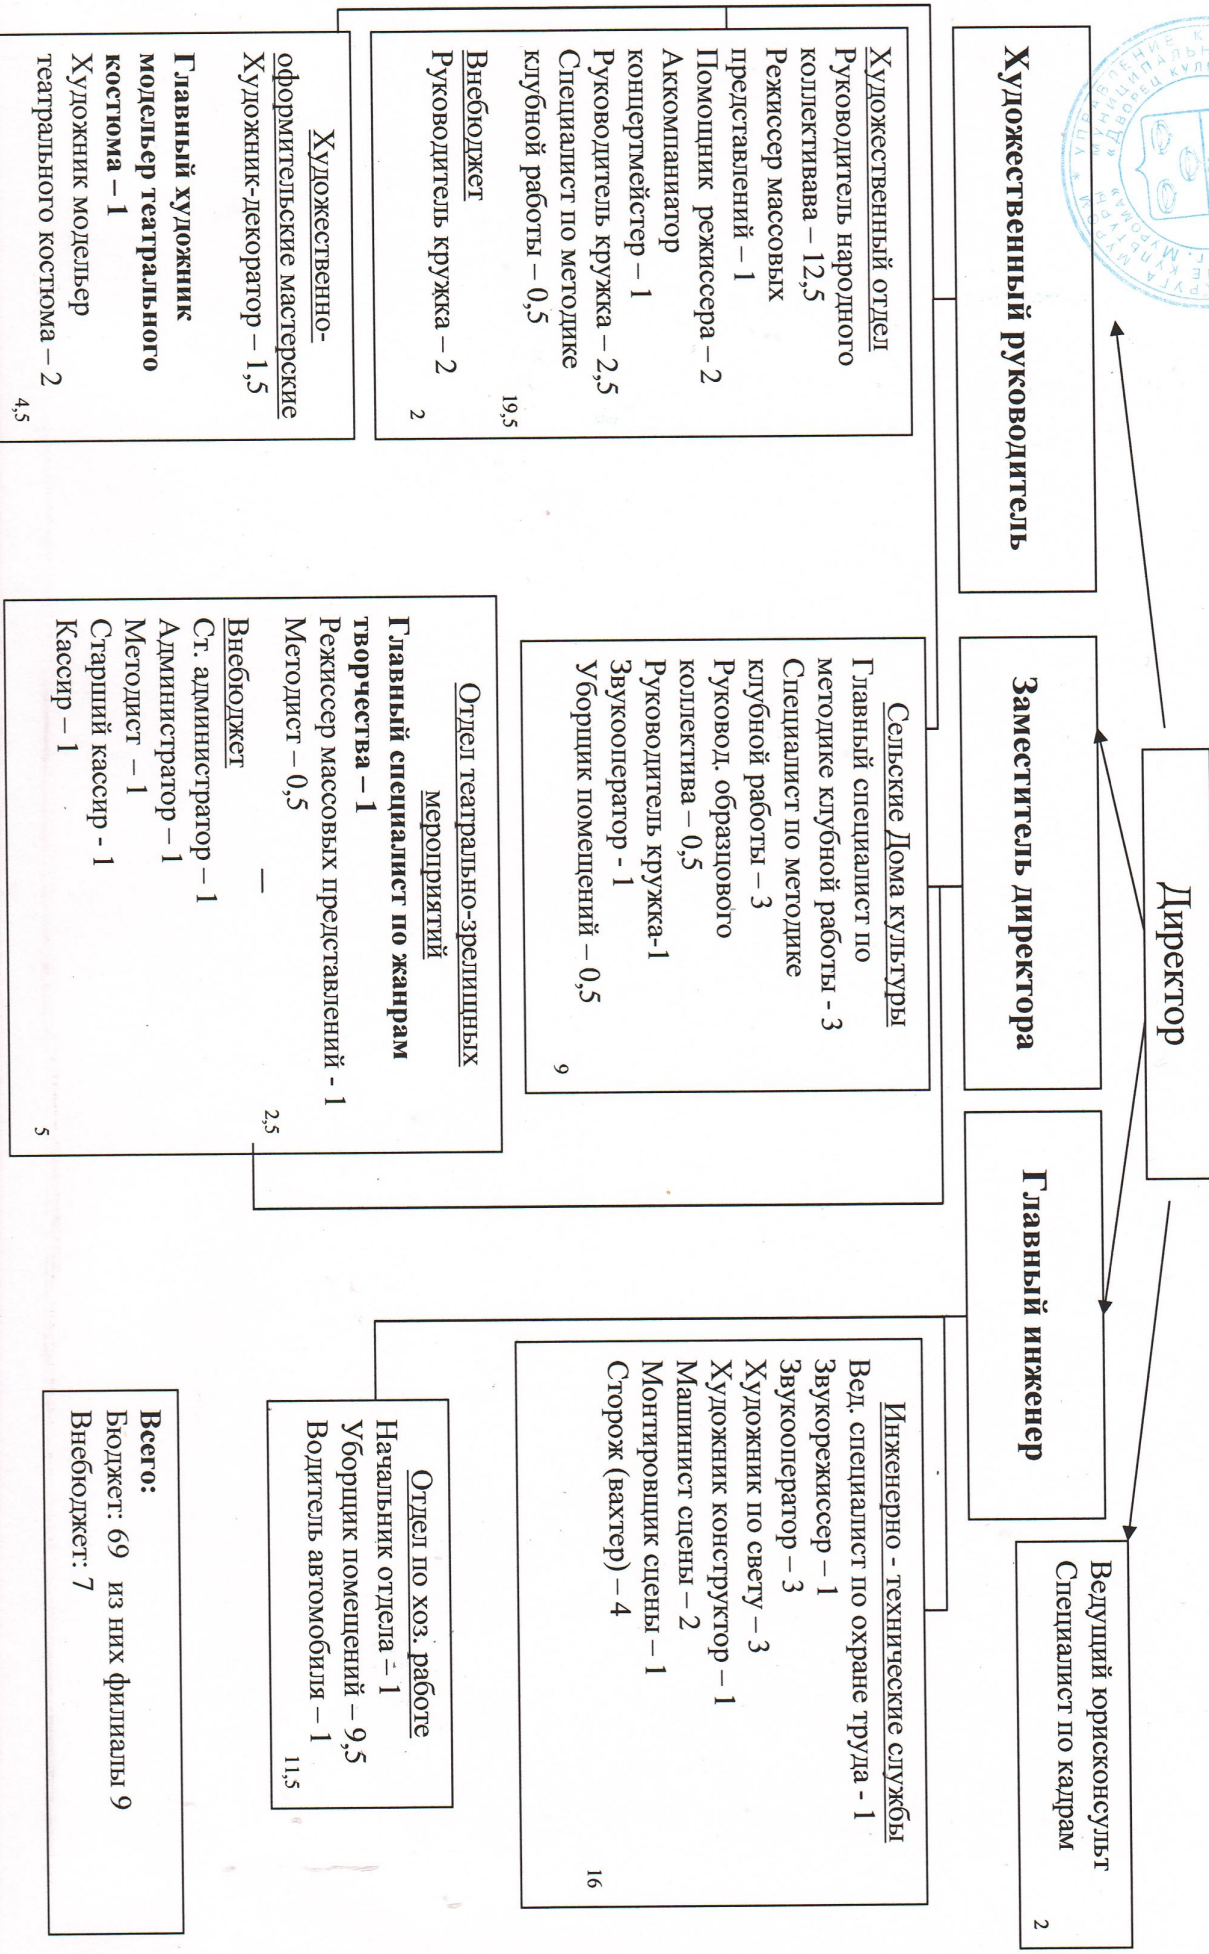 Директор
Художественный руководитель
Заместитель директора
Главный инженер
Ведущий юрисконсульт
Специалист по кадрам
2
Художественный отдел
Руководитель народного
коллективава – 12,5
Режиссер массовых
представлений – 1
Помощник режиссера – 2
Аккомпаниатор
концертмейстер – 1
Руководитель кружка – 2,5
Специалист по методике
клубной работы – 0,5
19,5
Внебюджет
Руководитель кружка – 2
2
Художественно-
оформительские мастерские
Художник-декоратор – 1,5
Главный художник
модельер театрального
костюма – 1
Художник модельер
театрального костюма – 2
4,5
Сельские Дома культуры
Главный специалист по
методике клубной работы - 3
Специалист по методике
клубной работы – 3
Руковод. образцового
коллектива – 0,5
Руководитель кружка-1
Звукооператор - 1
Уборщик помещений – 0,5
9
Отдел театрально-зрелищных
мероприятий
Главный специалист по жанрам
творчества – 1
Режиссер массовых представлений - 1
Методист – 0,5
2,5
Внебюджет
Ст. администратор – 1
Администратор – 1
Методист – 1
Старший кассир - 1
Кассир – 1
5
Инженерно - технические службы
Вед. специалист по охране труда - 1
Звукорежиссер – 1
Звукооператор – 3
Художник по свету – 3
Художник конструктор – 1
Машинист сцены – 2
Монтировщик сцены – 1
Сторож (вахтер) – 4
16
Отдел по хоз. работе
Начальник отдела – 1
Уборщик помещений – 9,5
Водитель автомобиля – 1
11,5
Всего:
Бюджет: 69 из них филиалы 9
Внебюджет: 7